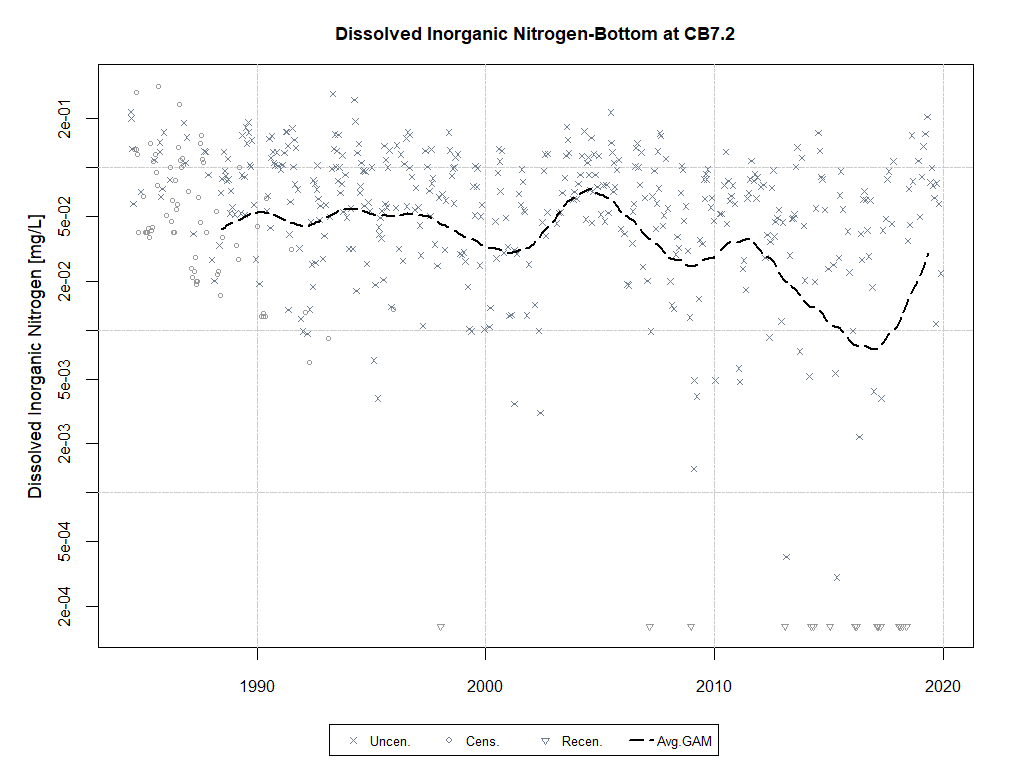 Dissolved Inorganic Nitrogen-Bottom at CB7.2
Dissolved Inorganic Nitrogen [mg/L]
2e-01
5e-02
2e-02
5e-03
2e-03
5e-04
2e-04
1990 2000 2010 2020
Uncen. Cens. Recen. Avg.GAM